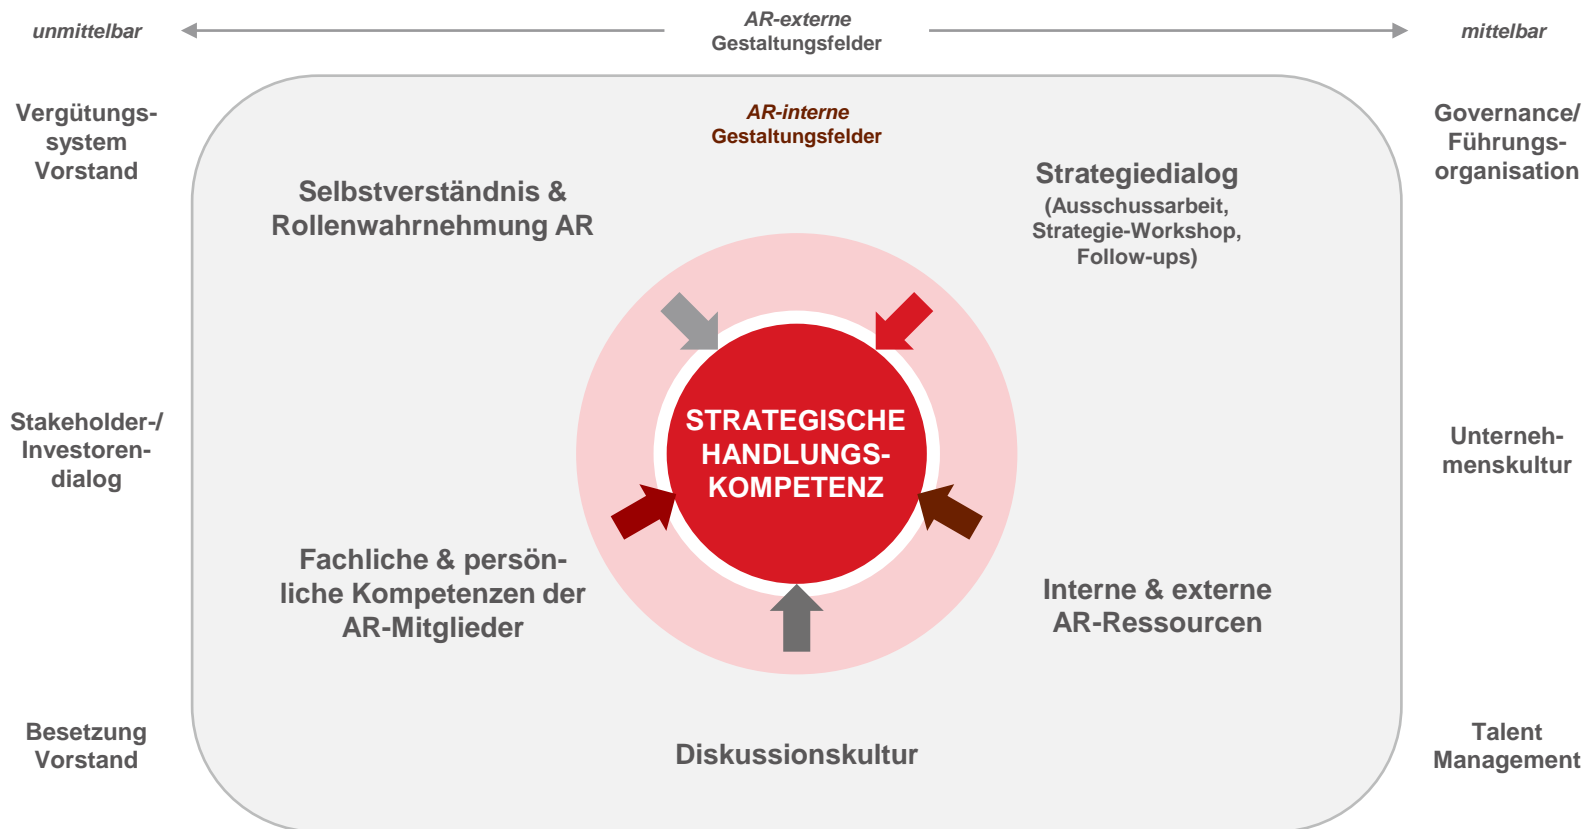 unmittelbar
AR-externe
Gestaltungsfelder
mittelbar
Vergütungs-
system
Vorstand
AR-interne
Gestaltungsfelder
Governance/
Führungs-
organisation
Selbstverständnis &
Rollenwahrnehmung AR
Strategiedialog
(Ausschussarbeit,
Strategie-Workshop,
Follow-ups)
Stakeholder-/
Investoren-
dialog
STRATEGISCHE
HANDLUNGS-
KOMPETENZ
Unterneh-
menskultur
Fachliche & persön-
liche Kompetenzen der
AR-Mitglieder
Interne & externe
AR-Ressourcen
Besetzung
Vorstand
Diskussionskultur
Talent
Management